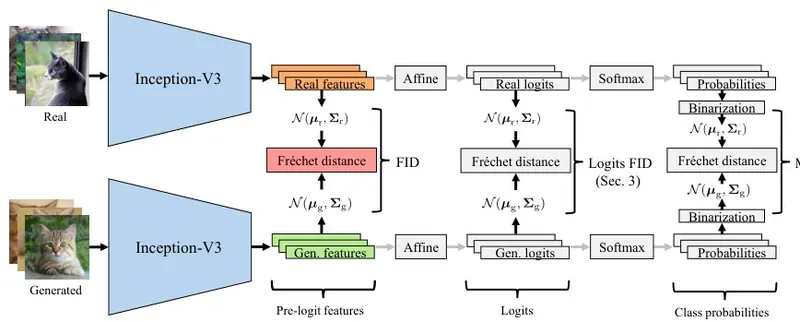 Real
Inception-V3
Real features
Affine
Real logits
Softmax
Probabilities
Binarization
𝒩(μr, Σr)
𝒩(μr, Σr)
𝒩(μr, Σr)
Fréchet distance
FID
Fréchet distance
Logits FID
(Sec. 3)
Fréchet distance
M
𝒩(μg, Σg)
𝒩(μg, Σg)
𝒩(μg, Σg)
Binarization
Generated
Inception-V3
Gen. features
Affine
Gen. logits
Softmax
Probabilities
Pre-logit features
Logits
Class probabilities